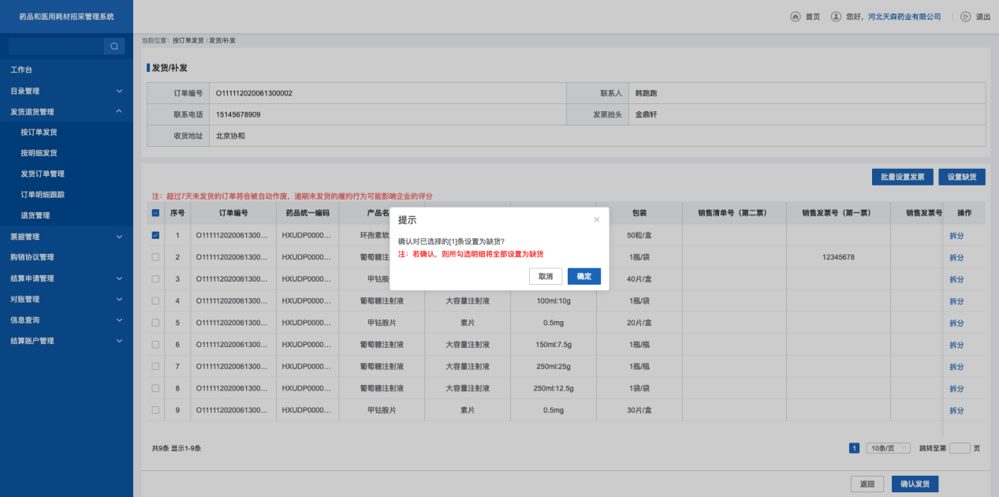 药品和医用耗材招采管理系统
首页 您好, 河北天森药业有限公司 退出
当前位置: 按订单发货 / 发货/补发
工作台
目录管理
发货退货管理
按订单发货
按明细发货
发货订单管理
订单明细跟踪
退货管理
票据管理
购销协议管理
结算申请管理
对账管理
信息查询
结算账户管理
发货/补发
订单编号 O111112020061300002 联系人 韩跑跑
联系电话 15145678909 发票抬头 金鼎轩
收货地址 北京协和
批量设置发票 设置缺货
注: 超过7天未发货的订单将会被自动作废, 逾期未发货的履约行为可能影响企业的评分
序号 订单编号 药品统一编码 产品名 包装 销售清单号 (第二票) 销售发票号 (第一票) 销售发票号 操作
1 O111112020061300... HXUDP0000... 环孢素软 50粒/盒 拆分
2 O111112020061300... HXUDP0000... 葡萄糖注 1瓶/袋 12345678 拆分
3 O111112020061300... HXUDP0000... 甲钴胺 40片/盒 拆分
4 O111112020061300... HXUDP0000... 葡萄糖注射液 大容量注射液 100ml:10g 1瓶/袋 拆分
5 O111112020061300... HXUDP0000... 甲钴胺片 素片 0.5mg 20片/盒 拆分
6 O111112020061300... HXUDP0000... 葡萄糖注射液 大容量注射液 150ml:7.5g 1瓶/瓶 拆分
7 O111112020061300... HXUDP0000... 葡萄糖注射液 大容量注射液 250ml:25g 1瓶/瓶 拆分
8 O111112020061300... HXUDP0000... 葡萄糖注射液 大容量注射液 250ml:12.5g 1袋/袋 拆分
9 O111112020061300... HXUDP0000... 甲钴胺片 素片 0.5mg 30片/盒 拆分
提示
确认对已选择的[1]条设置为缺货?
注: 若确认, 则所勾选明细将全部设置为缺货
取消 确定
共9条 显示1-9条
1 10条/页 跳转至第 页
返回 确认发货